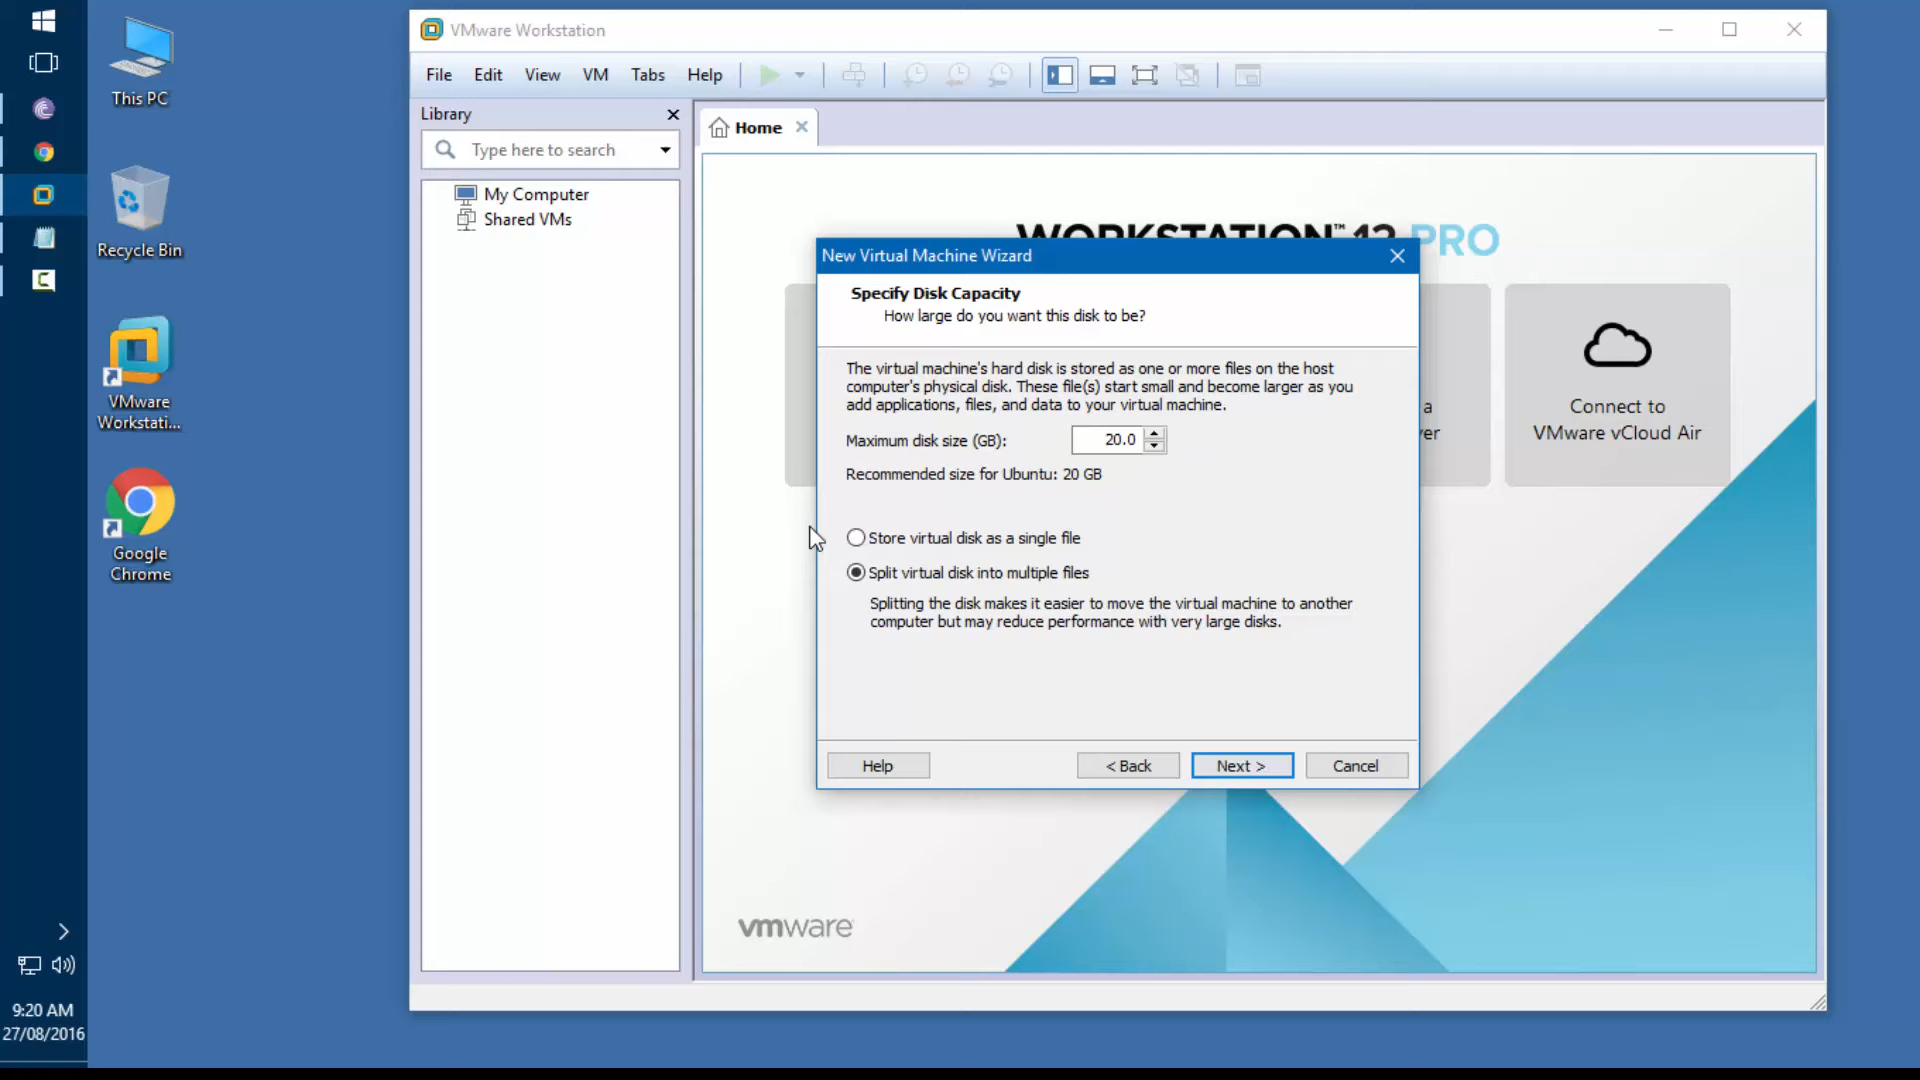 This PC
Recycle Bin
VMware
Workstati...
Google
Chrome
9:20 AM
27/08/2016
VMware Workstation
File Edit View VM Tabs Help
Library
Type here to search
My Computer
Shared VMs
Home
WORKSTATION™ 12 PRO
New Virtual Machine Wizard
Specify Disk Capacity
How large do you want this disk to be?
The virtual machine's hard disk is stored as one or more files on the host
computer's physical disk. These file(s) start small and become larger as you
add applications, files, and data to your virtual machine.
Maximum disk size (GB): 20.0
Recommended size for Ubuntu: 20 GB
Store virtual disk as a single file
Split virtual disk into multiple files
Splitting the disk makes it easier to move the virtual machine to another
computer but may reduce performance with very large disks.
Help < Back Next > Cancel
a
er
Connect to
VMware vCloud Air
vmware